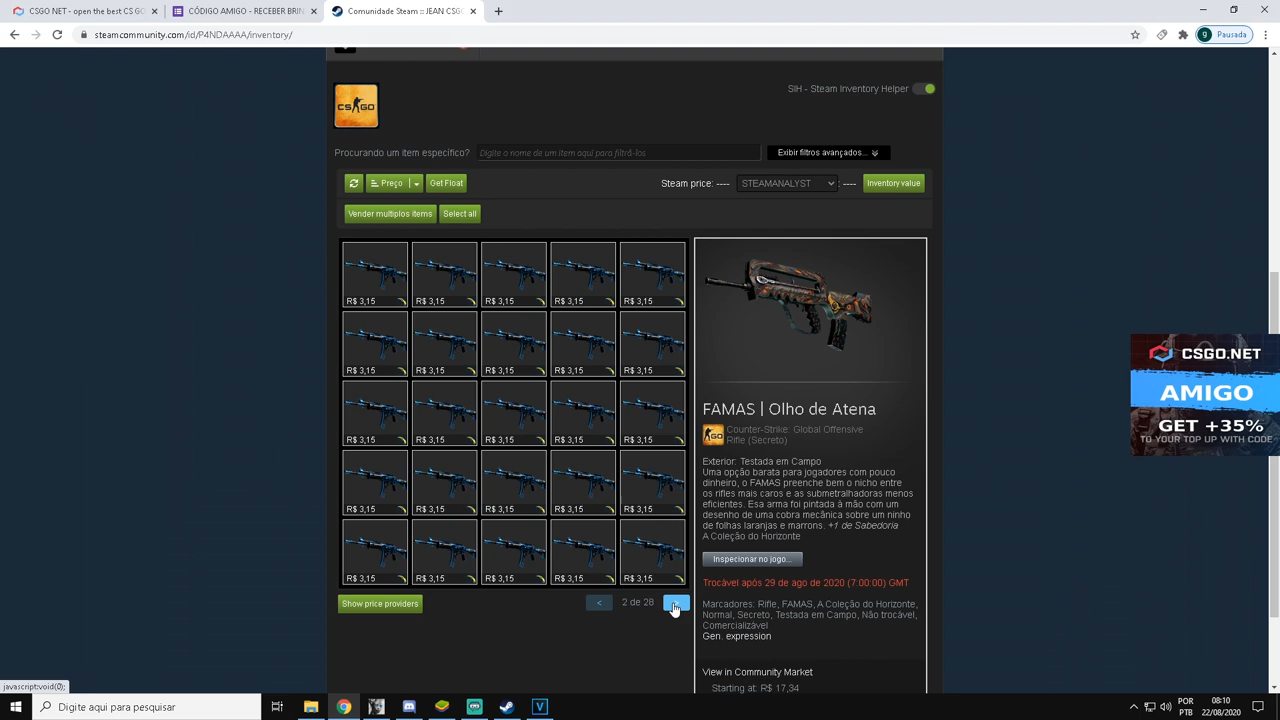 CSGO NET - open the best CS GO
CÓDIGO AMIGO - RECEBER BRIN
Comunidade Steam :: JEAN CSGO
steamcommunity.com/id/P4NDAAAA/inventory/
g Pausada
CS GO
SIH - Steam Inventory Helper
Procurando um item específico? Digite o nome de um item aqui para filtrá-los Exibir filtros avançados...
Preço Get Float Steam price: ---- STEAMANALYST : ---- Inventory value
Vender multiplos items Select all
R$ 3,15 R$ 3,15 R$ 3,15 R$ 3,15 R$ 3,15
R$ 3,15 R$ 3,15 R$ 3,15 R$ 3,15 R$ 3,15
R$ 3,15 R$ 3,15 R$ 3,15 R$ 3,15 R$ 3,15
R$ 3,15 R$ 3,15 R$ 3,15 R$ 3,15 R$ 3,15
R$ 3,15 R$ 3,15 R$ 3,15 R$ 3,15 R$ 3,15
Show price providers < 2 de 28
FAMAS | Olho de Atena
GO
Counter-Strike: Global Offensive
Rifle (Secreto)
Exterior: Testada em Campo
Uma opção barata para jogadores com pouco
dinheiro, o FAMAS preenche bem o nicho entre
os rifles mais caros e as submetralhadoras menos
eficientes. Esa arma foi pintada à mão com um
desenho de uma cobra mecânica sobre um ninho
de folhas laranjas e marrons. +1 de Sabedoria
A Coleção do Horizonte
Inspecionar no jogo...
Trocável após 29 de ago de 2020 (7:00:00) GMT
Marcadores: Rifle, FAMAS, A Coleção do Horizonte,
Normal, Secreto, Testada em Campo, Não trocável,
Comercializável
Gen. expression
View in Community Market
Starting at: R$ 17,34
CSGO.NET
AMIGO
GET +35%
TO YOUR TOP UP WITH CODE
javascript:void(0);
Digite aqui para pesquisar
POR
PTB
08:10
22/08/2020